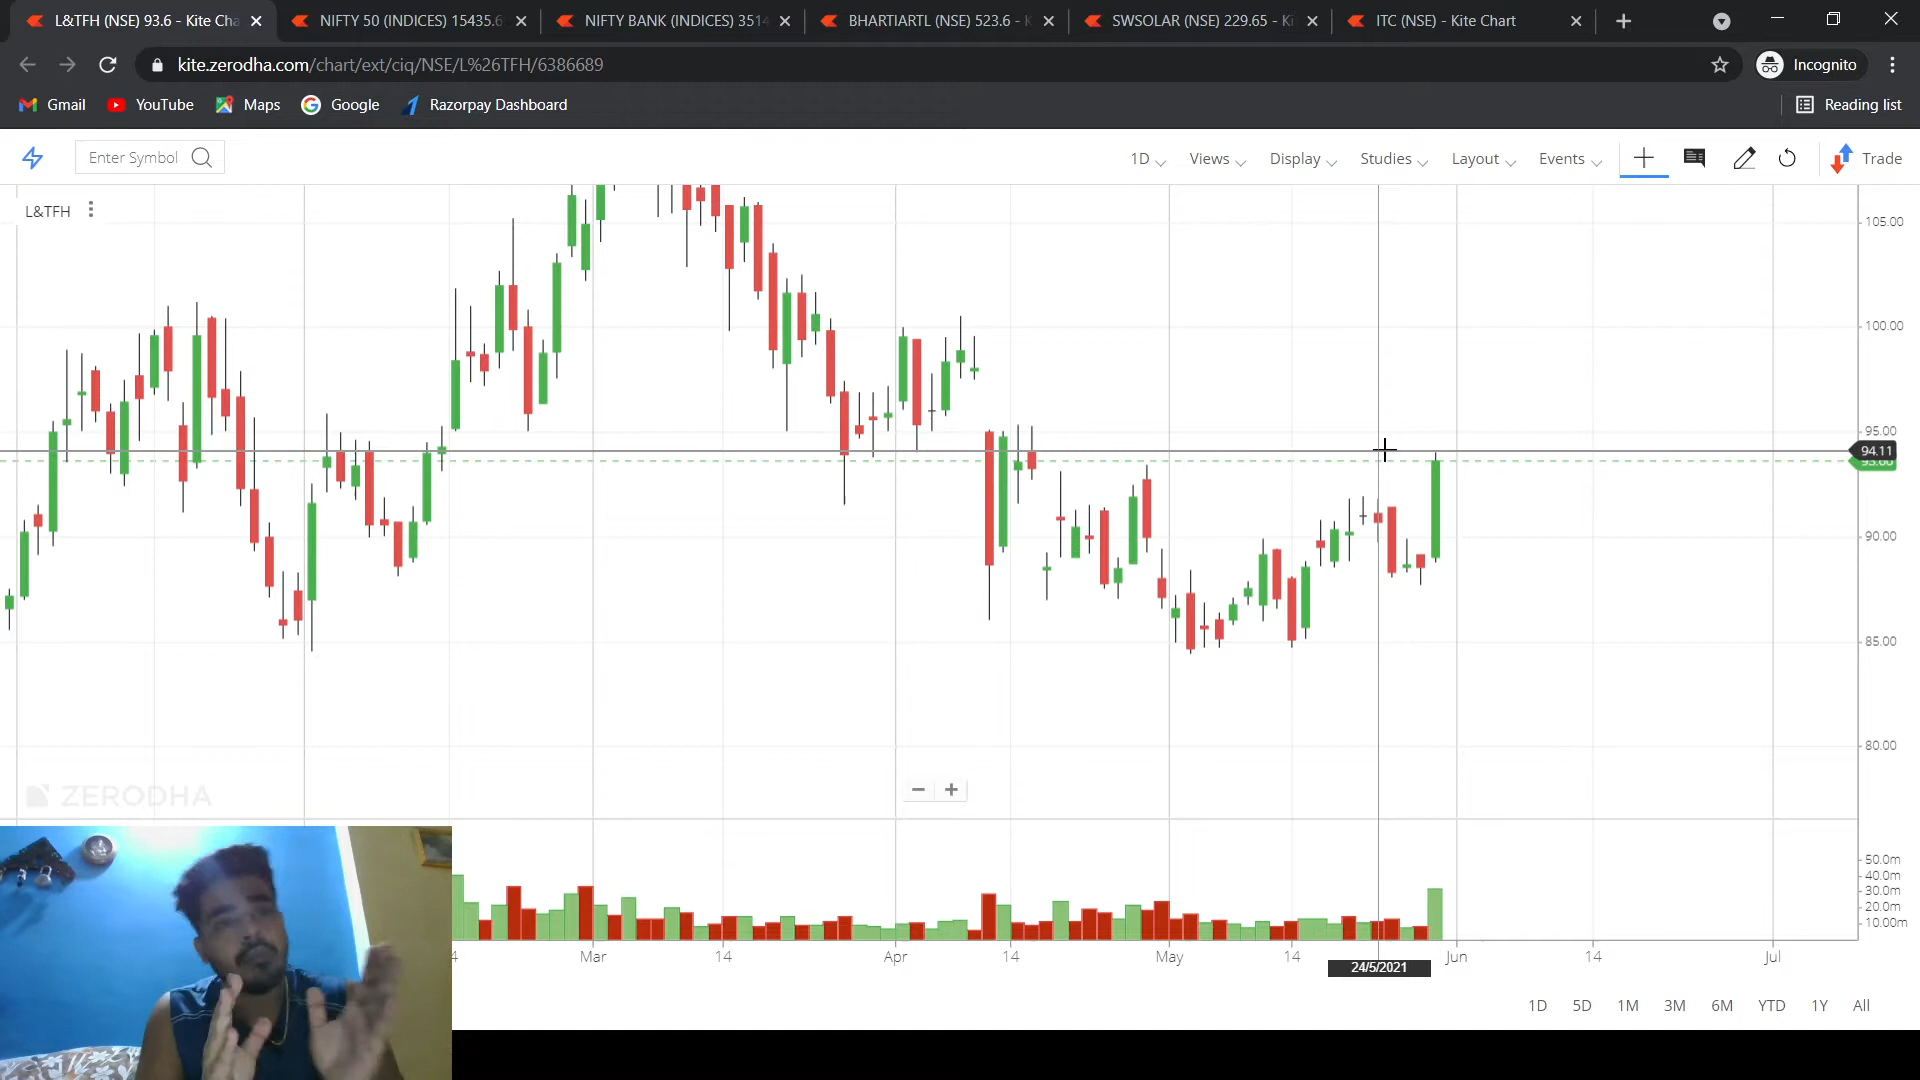 L&TFH (NSE) 93.6 - Kite Cha
NIFTY 50 (INDICES) 15435.6
NIFTY BANK (INDICES) 3514
BHARTIARTL (NSE) 523.6 - K
SWSOLAR (NSE) 229.65 - Ki
ITC (NSE) - Kite Chart
kite.zerodha.com/chart/ext/ciq/NSE/L%26TFH/6386689
Incognito
Gmail
YouTube
Maps
Google
Razorpay Dashboard
Reading list
Enter Symbol
1D
Views
Display
Studies
Layout
Events
Trade
L&TFH
105.00
100.00
95.00
94.11
93.60
90.00
85.00
80.00
ZERODHA
50.0m
40.0m
30.0m
20.0m
10.00m
4
Mar
14
Apr
14
May
14
24/5/2021
Jun
14
Jul
1D
5D
1M
3M
6M
YTD
1Y
All